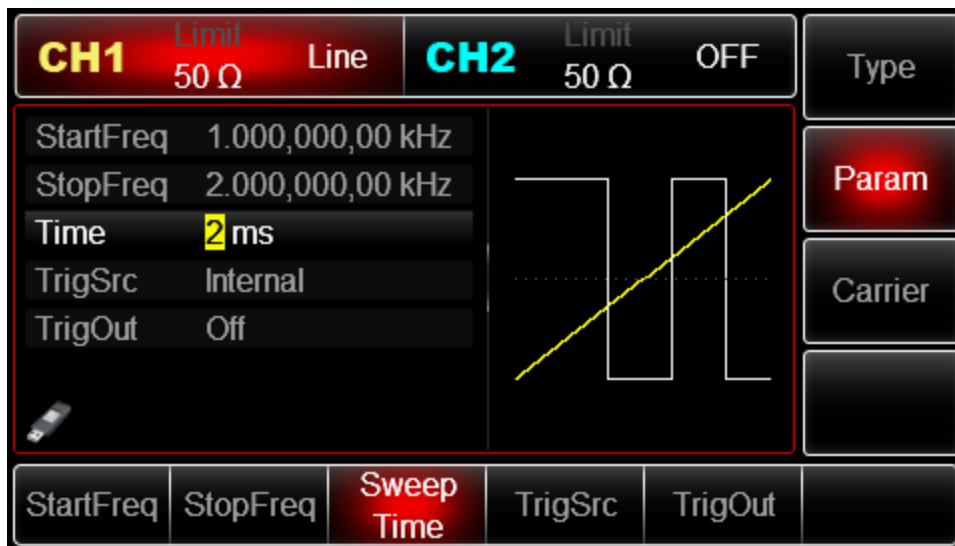 CH1 Limit 50 Ω Line
CH2 Limit 50 Ω OFF
Type
StartFreq 1.000,000,00 kHz
StopFreq 2.000,000,00 kHz
Time 2 ms
TrigSrc Internal
TrigOut Off
Param
Carrier
StartFreq
StopFreq
Sweep
Time
TrigSrc
TrigOut